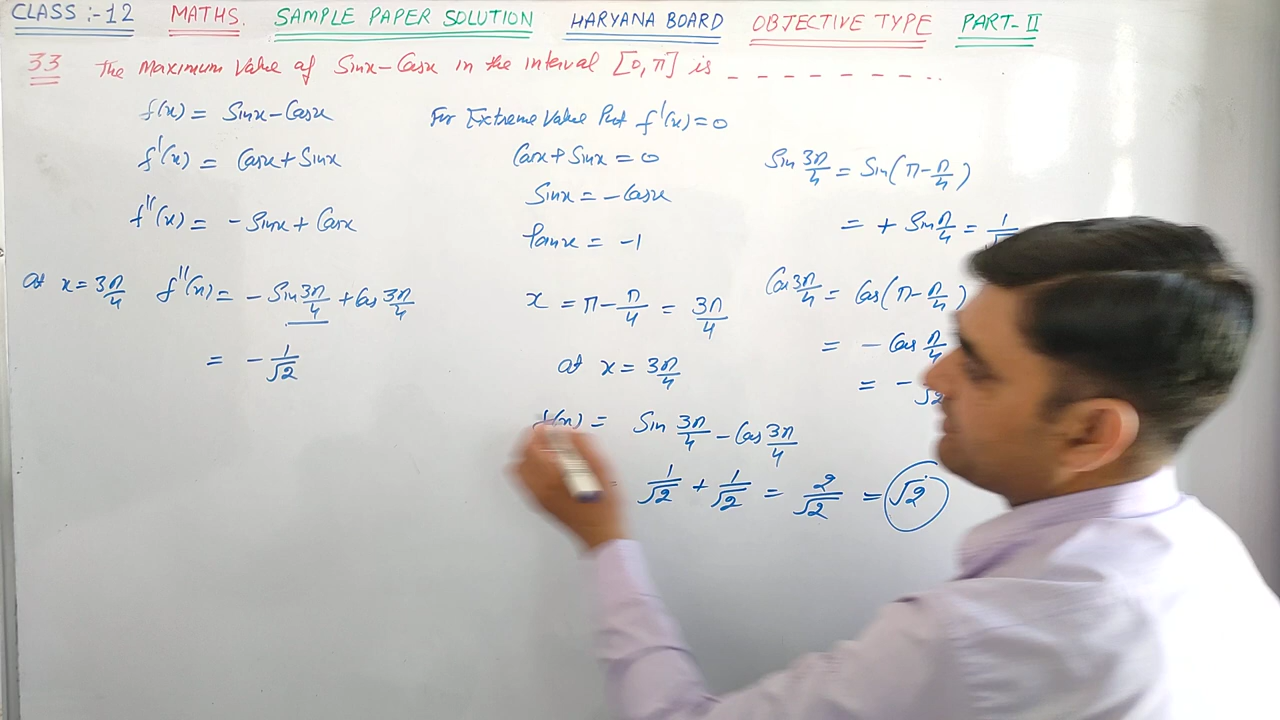 CLASS :- 12 MATHS. SAMPLE PAPER SOLUTION HARYANA BOARD OBJECTIVE TYPE PART-II
33 The Maximum Value of Sinx-Cosx in the interval [0,π] is _ _ _ _ _ _ _ _ _ ..
f(x) = Sinx-Cosx
f'(x) = Cosx+Sinx
f''(x) = -Sinx+Cosx
at x=3π/4 f''(x) = -Sin 3π/4 + Cos 3π/4
= -1/√2
For Extreme Value Put f'(x)=0
Cosx+Sinx=0
Sinx = -Cosx
tanx = -1
x = π-π/4 = 3π/4
at x = 3π/4
f(x) = Sin 3π/4 - Cos 3π/4
= 1/√2 + 1/√2 = 2/√2 = √2
Sin 3π/4 = Sin(π-π/4)
= + Sin π/4 = 1/√2
Cos 3π/4 = Cos(π-π/4)
= - Cos π/4
= -